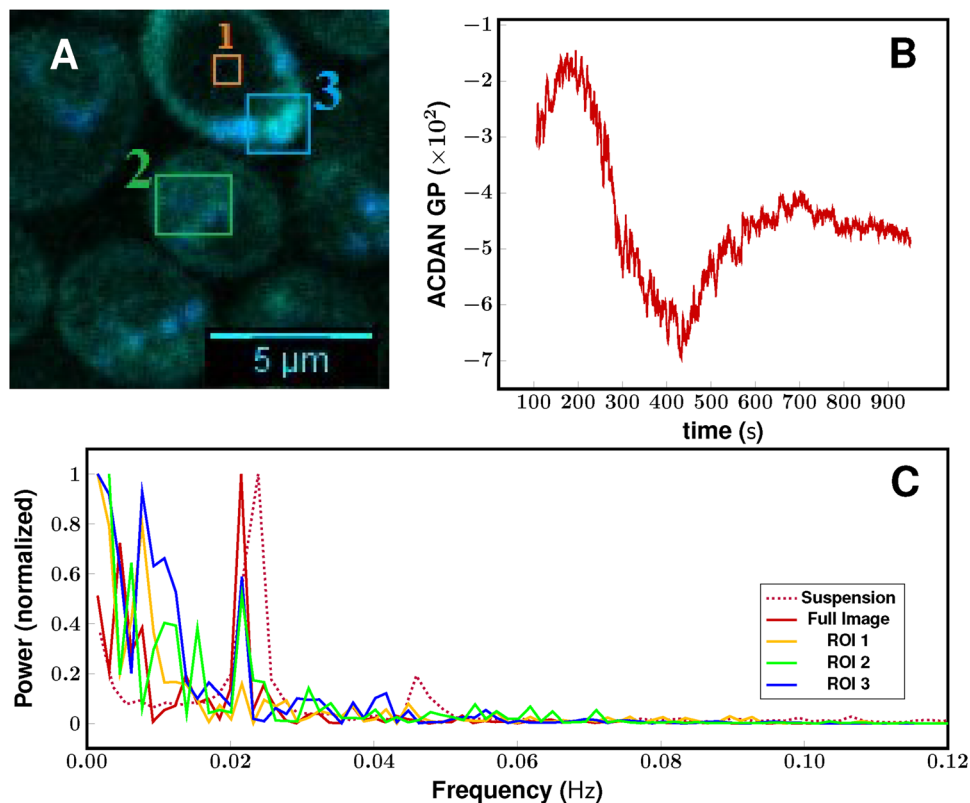 A
1
2
3
5 µm
B
−1
−2
−3
−4
−5
−6
−7
ACDAN GP (×10²)
100 200 300 400 500 600 700 800 900
time (s)
C
1
0.8
0.6
0.4
0.2
0
Power (normalized)
Suspension
Full Image
ROI 1
ROI 2
ROI 3
0.00 0.02 0.04 0.06 0.08 0.10 0.12
Frequency (Hz)